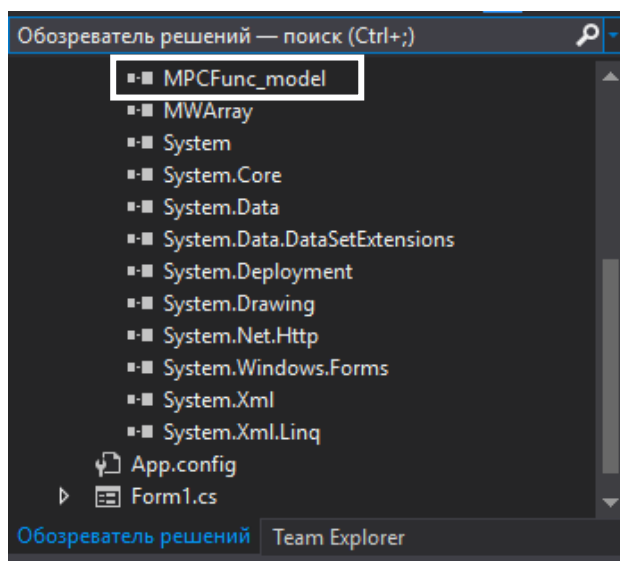 Обозреватель решений — поиск (Ctrl+;)
MPCFunc_model
MWArray
System
System.Core
System.Data
System.Data.DataSetExtensions
System.Deployment
System.Drawing
System.Net.Http
System.Windows.Forms
System.Xml
System.Xml.Linq
App.config
Form1.cs
Обозреватель решений Team Explorer